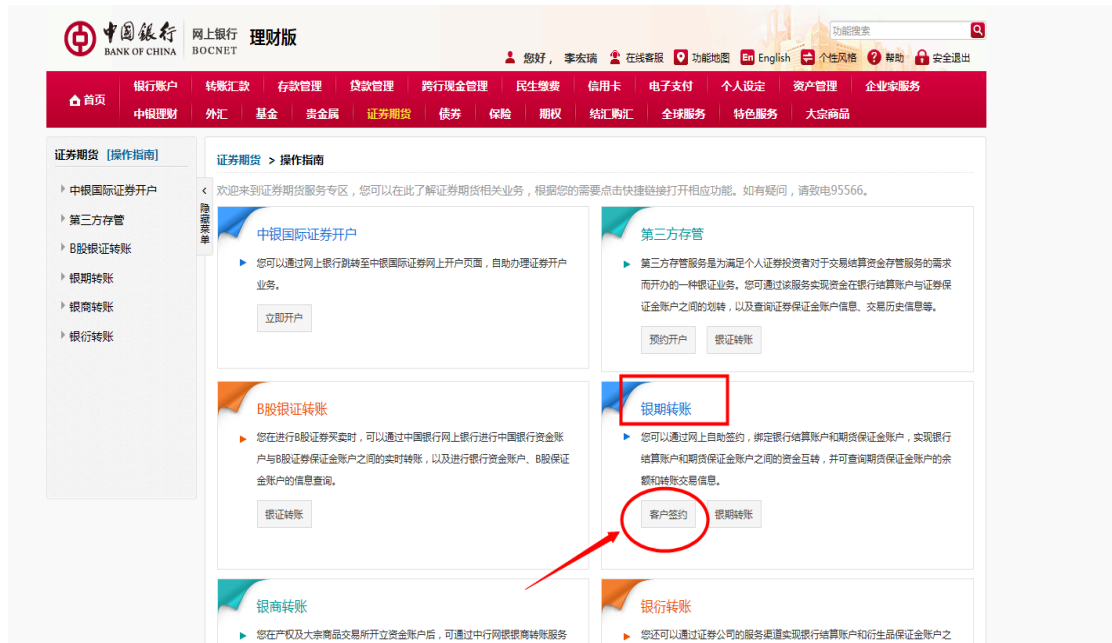 中国银行 网上银行 理财版
BANK OF CHINA BOCNET
功能搜索
您好， 李宏瑞 在线客服 功能地图 En English 个性风格 帮助 安全退出
首页
银行账户 转账汇款 存款管理 贷款管理 跨行现金管理 民生缴费 信用卡 电子支付 个人设定 资产管理 企业家服务
中银理财 外汇 基金 贵金属 证券期货 债券 保险 期权 结汇购汇 全球服务 特色服务 大宗商品
证券期货 [操作指南]
中银国际证券开户
第三方存管
B股银证转账
银期转账
银商转账
银衍转账
隐藏菜单
证券期货 > 操作指南
欢迎来到证券期货服务专区，您可以在此了解证券期货相关业务，根据您的需要点击快捷链接打开相应功能。如有疑问，请致电95566。
中银国际证券开户
您可以通过网上银行跳转至中银国际证券网上开户页面，自助办理证券开户
业务。
立即开户
第三方存管
第三方存管服务是为满足个人证券投资者对于交易结算资金存管服务的需求
而开办的一种银证业务。您可通过该服务实现资金在银行结算账户与证券保
证金账户之间的划转，以及查询证券保证金账户信息、交易历史信息等。
预约开户 银证转账
B股银证转账
您在进行B股证券买卖时，可以通过中国银行网上银行进行中国银行资金账
户与B股证券保证金账户之间的实时转账，以及进行银行资金账户、B股保证
金账户的信息查询。
银证转账
银期转账
您可以通过网上自助签约，绑定银行结算账户和期货保证金账户，实现银行
结算账户和期货保证金账户之间的资金互转，并可查询期货保证金账户的余
额和转账交易信息。
客户签约 银期转账
银商转账
您在产权及大宗商品交易所开立资金账户后，可通过中行网银银商转账服务
银衍转账
您还可以通过证券公司的服务渠道实现银行结算账户和衍生品保证金账户之